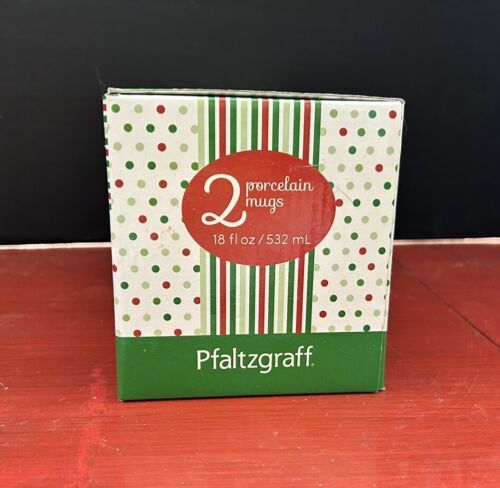 2 porcelain
mugs
18 fl oz / 532 mL
Pfaltzgraff®